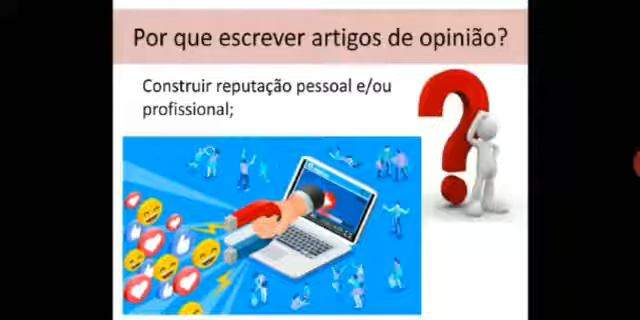 Por que escrever artigos de opinião?
Construir reputação pessoal e/ou
profissional;